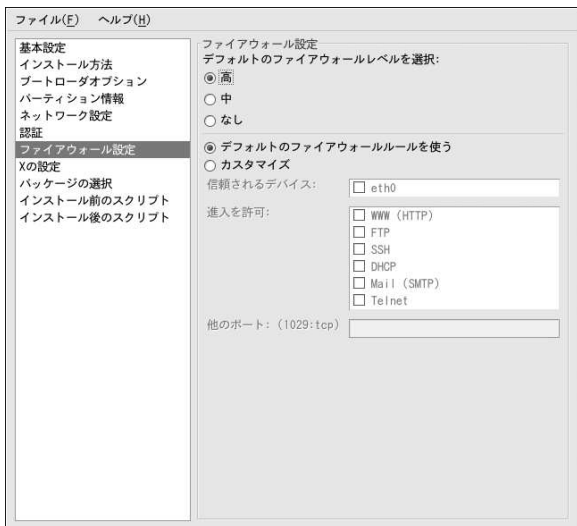 ファイル(F) ヘルプ(H)
基本設定
インストール方法
ブートローダオプション
パーティション情報
ネットワーク設定
認証
ファイアウォール設定
Xの設定
パッケージの選択
インストール前のスクリプト
インストール後のスクリプト
ファイアウォール設定
デフォルトのファイアウォールレベルを選択:
高
中
なし
デフォルトのファイアウォールルールを使う
カスタマイズ
信頼されるデバイス:
eth0
進入を許可:
WWW (HTTP)
FTP
SSH
DHCP
Mail (SMTP)
Telnet
他のポート: (1029:tcp)